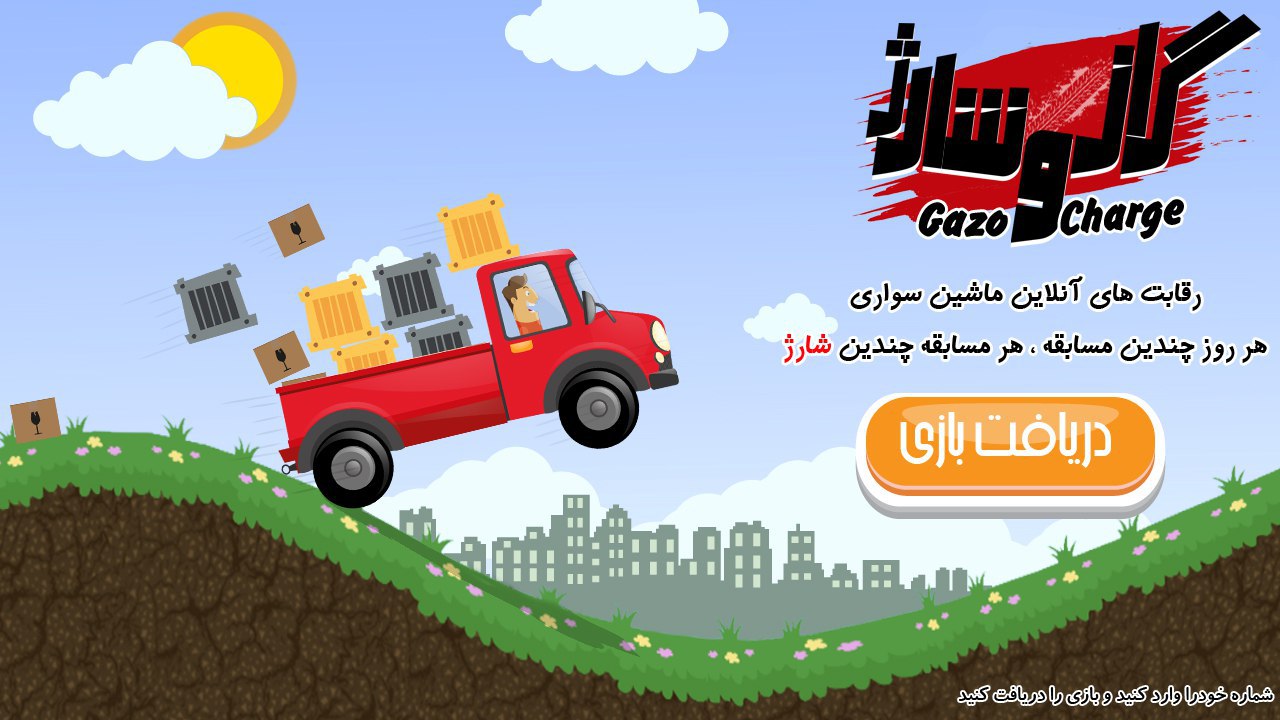 گاز و شارژ
Gazo Charge
رقابت های آنلاین ماشین سواری
هر روز چندین مسابقه ، هر مسابقه چندین شارژ
دریافت بازی
شماره خودرا وارد کنید و بازی را دریافت کنید